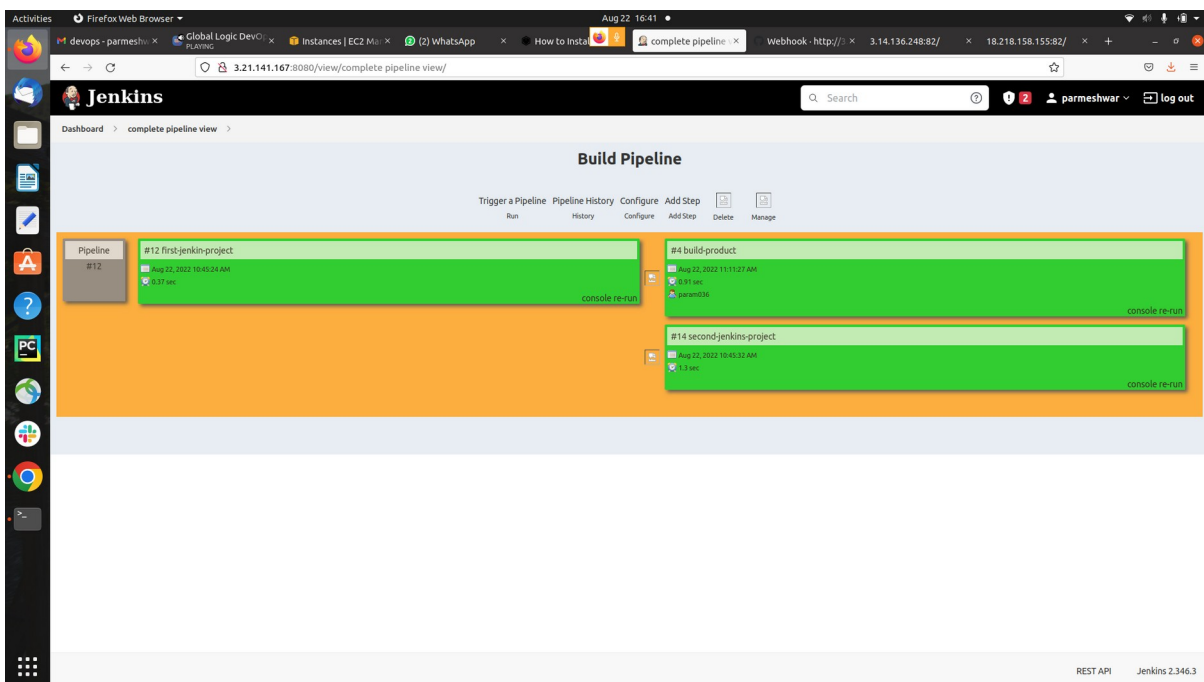 Activities Firefox Web Browser Aug 22 16:41
devops - parmeshw Global Logic DevO Instances | EC2 Ma (2) WhatsApp How to Instal complete pipeline Webhook - http:// 3.14.136.248:82/ 18.218.158.155:82/
PLAYING
3.21.141.167:8080/view/complete pipeline view/
Jenkins Search 2 parmeshwar log out
Dashboard complete pipeline view
Build Pipeline
Trigger a Pipeline Pipeline History Configure Add Step
Run History Configure Add Step Delete Manage
Pipeline #12 first-jenkin-project #4 build-product
#12 Aug 22, 2022 10:45:24 AM Aug 22, 2022 11:11:27 AM
0.37 sec 0.91 sec
console re-run param036
console re-run
#14 second-jenkins-project
Aug 22, 2022 10:45:32 AM
1.3 sec
console re-run
REST API Jenkins 2.346.3